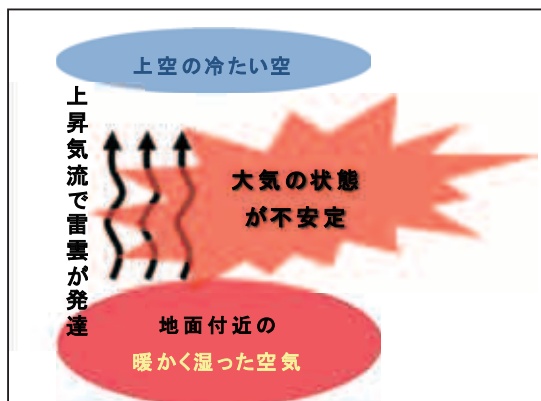 上空の冷たい空
上昇気流で雷雲が発達
大気の状態
が不安定
地面付近の
暖かく湿った空気